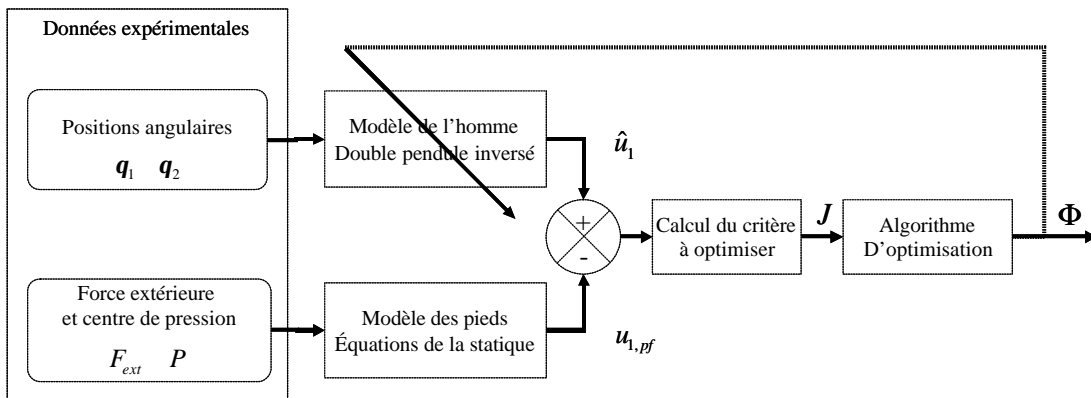 Données expérimentales
Positions angulaires
q₁ q₂
Modèle de l'homme
Double pendule inversé
û₁
+
-
Calcul du critère
à optimiser
J
Algorithme
D'optimisation
Φ
Force extérieure
et centre de pression
F_ext P
Modèle des pieds
Équations de la statique
u₁,pf